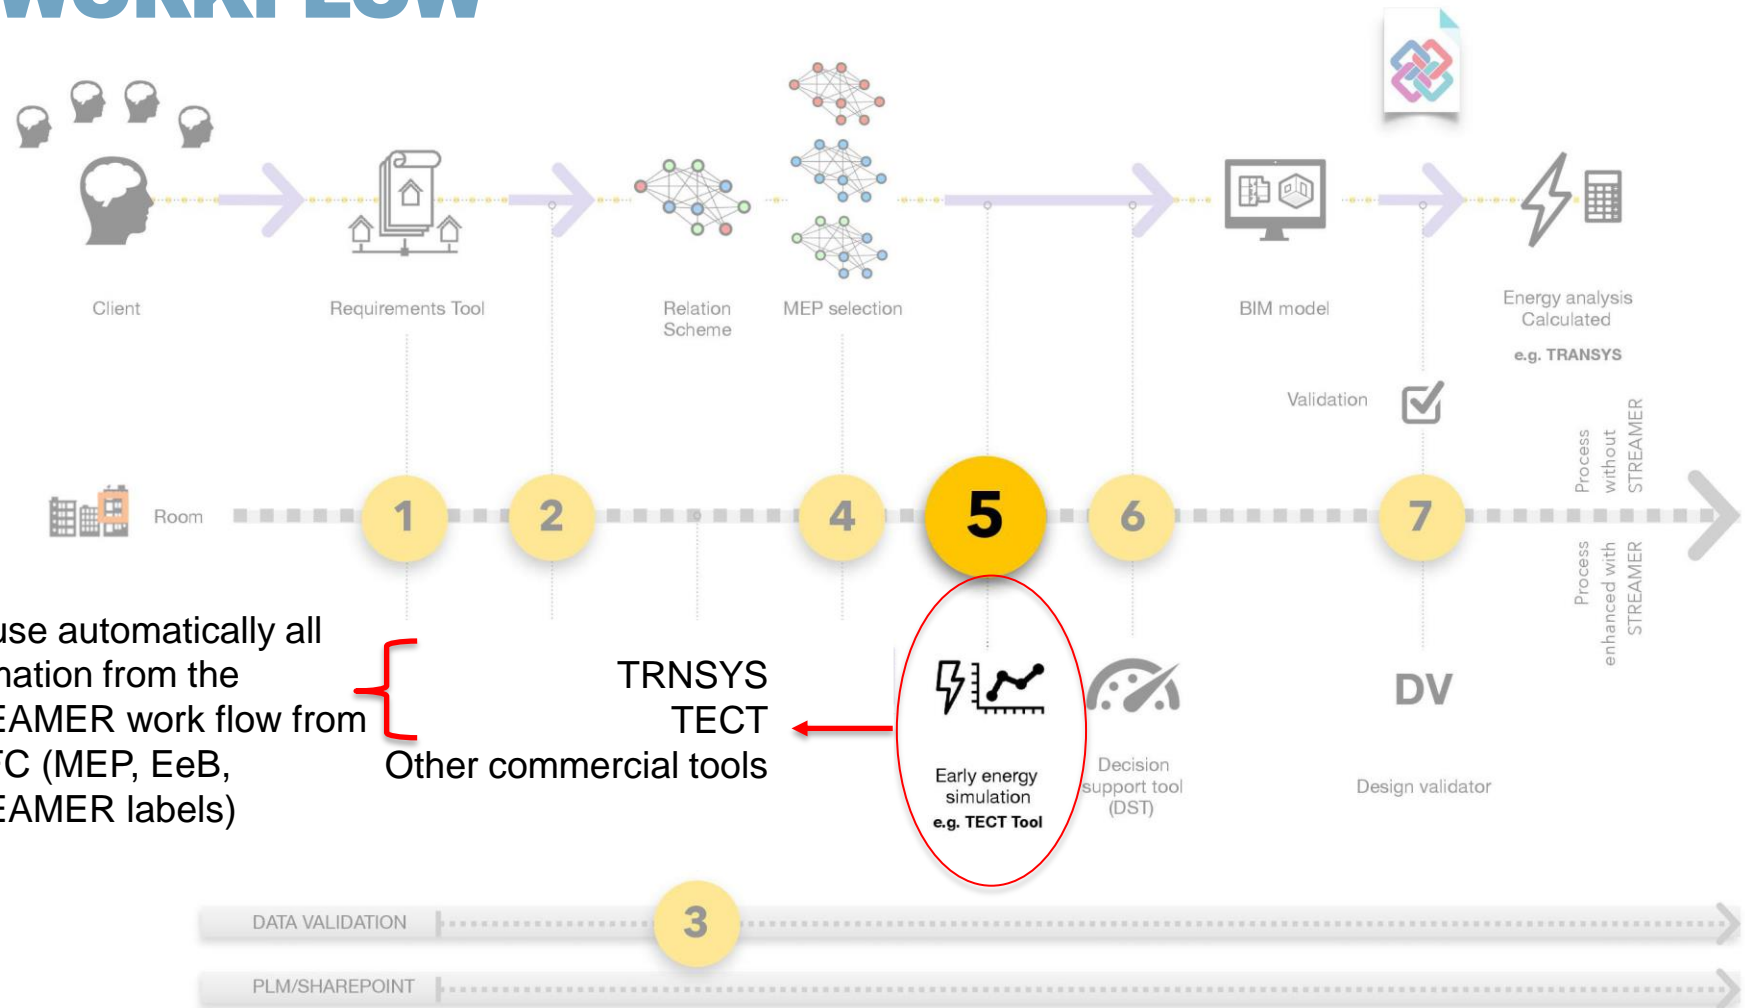 WORKFLOW
Client
Requirements Tool
Relation
Scheme
MEP selection
BIM model
Energy analysis
Calculated
e.g. TRANSYS
Validation
Process
without
STREAMER
Room
1
2
4
5
6
7
Process
enhanced with
STREAMER
use automatically all
mation from the
EAMER work flow from
FC (MEP, EeB,
EAMER labels)
TRNSYS
TECT
Other commercial tools
Early energy
simulation
e.g. TECT Tool
Decision
support tool
(DST)
DV
Design validator
DATA VALIDATION
3
PLM/SHAREPOINT